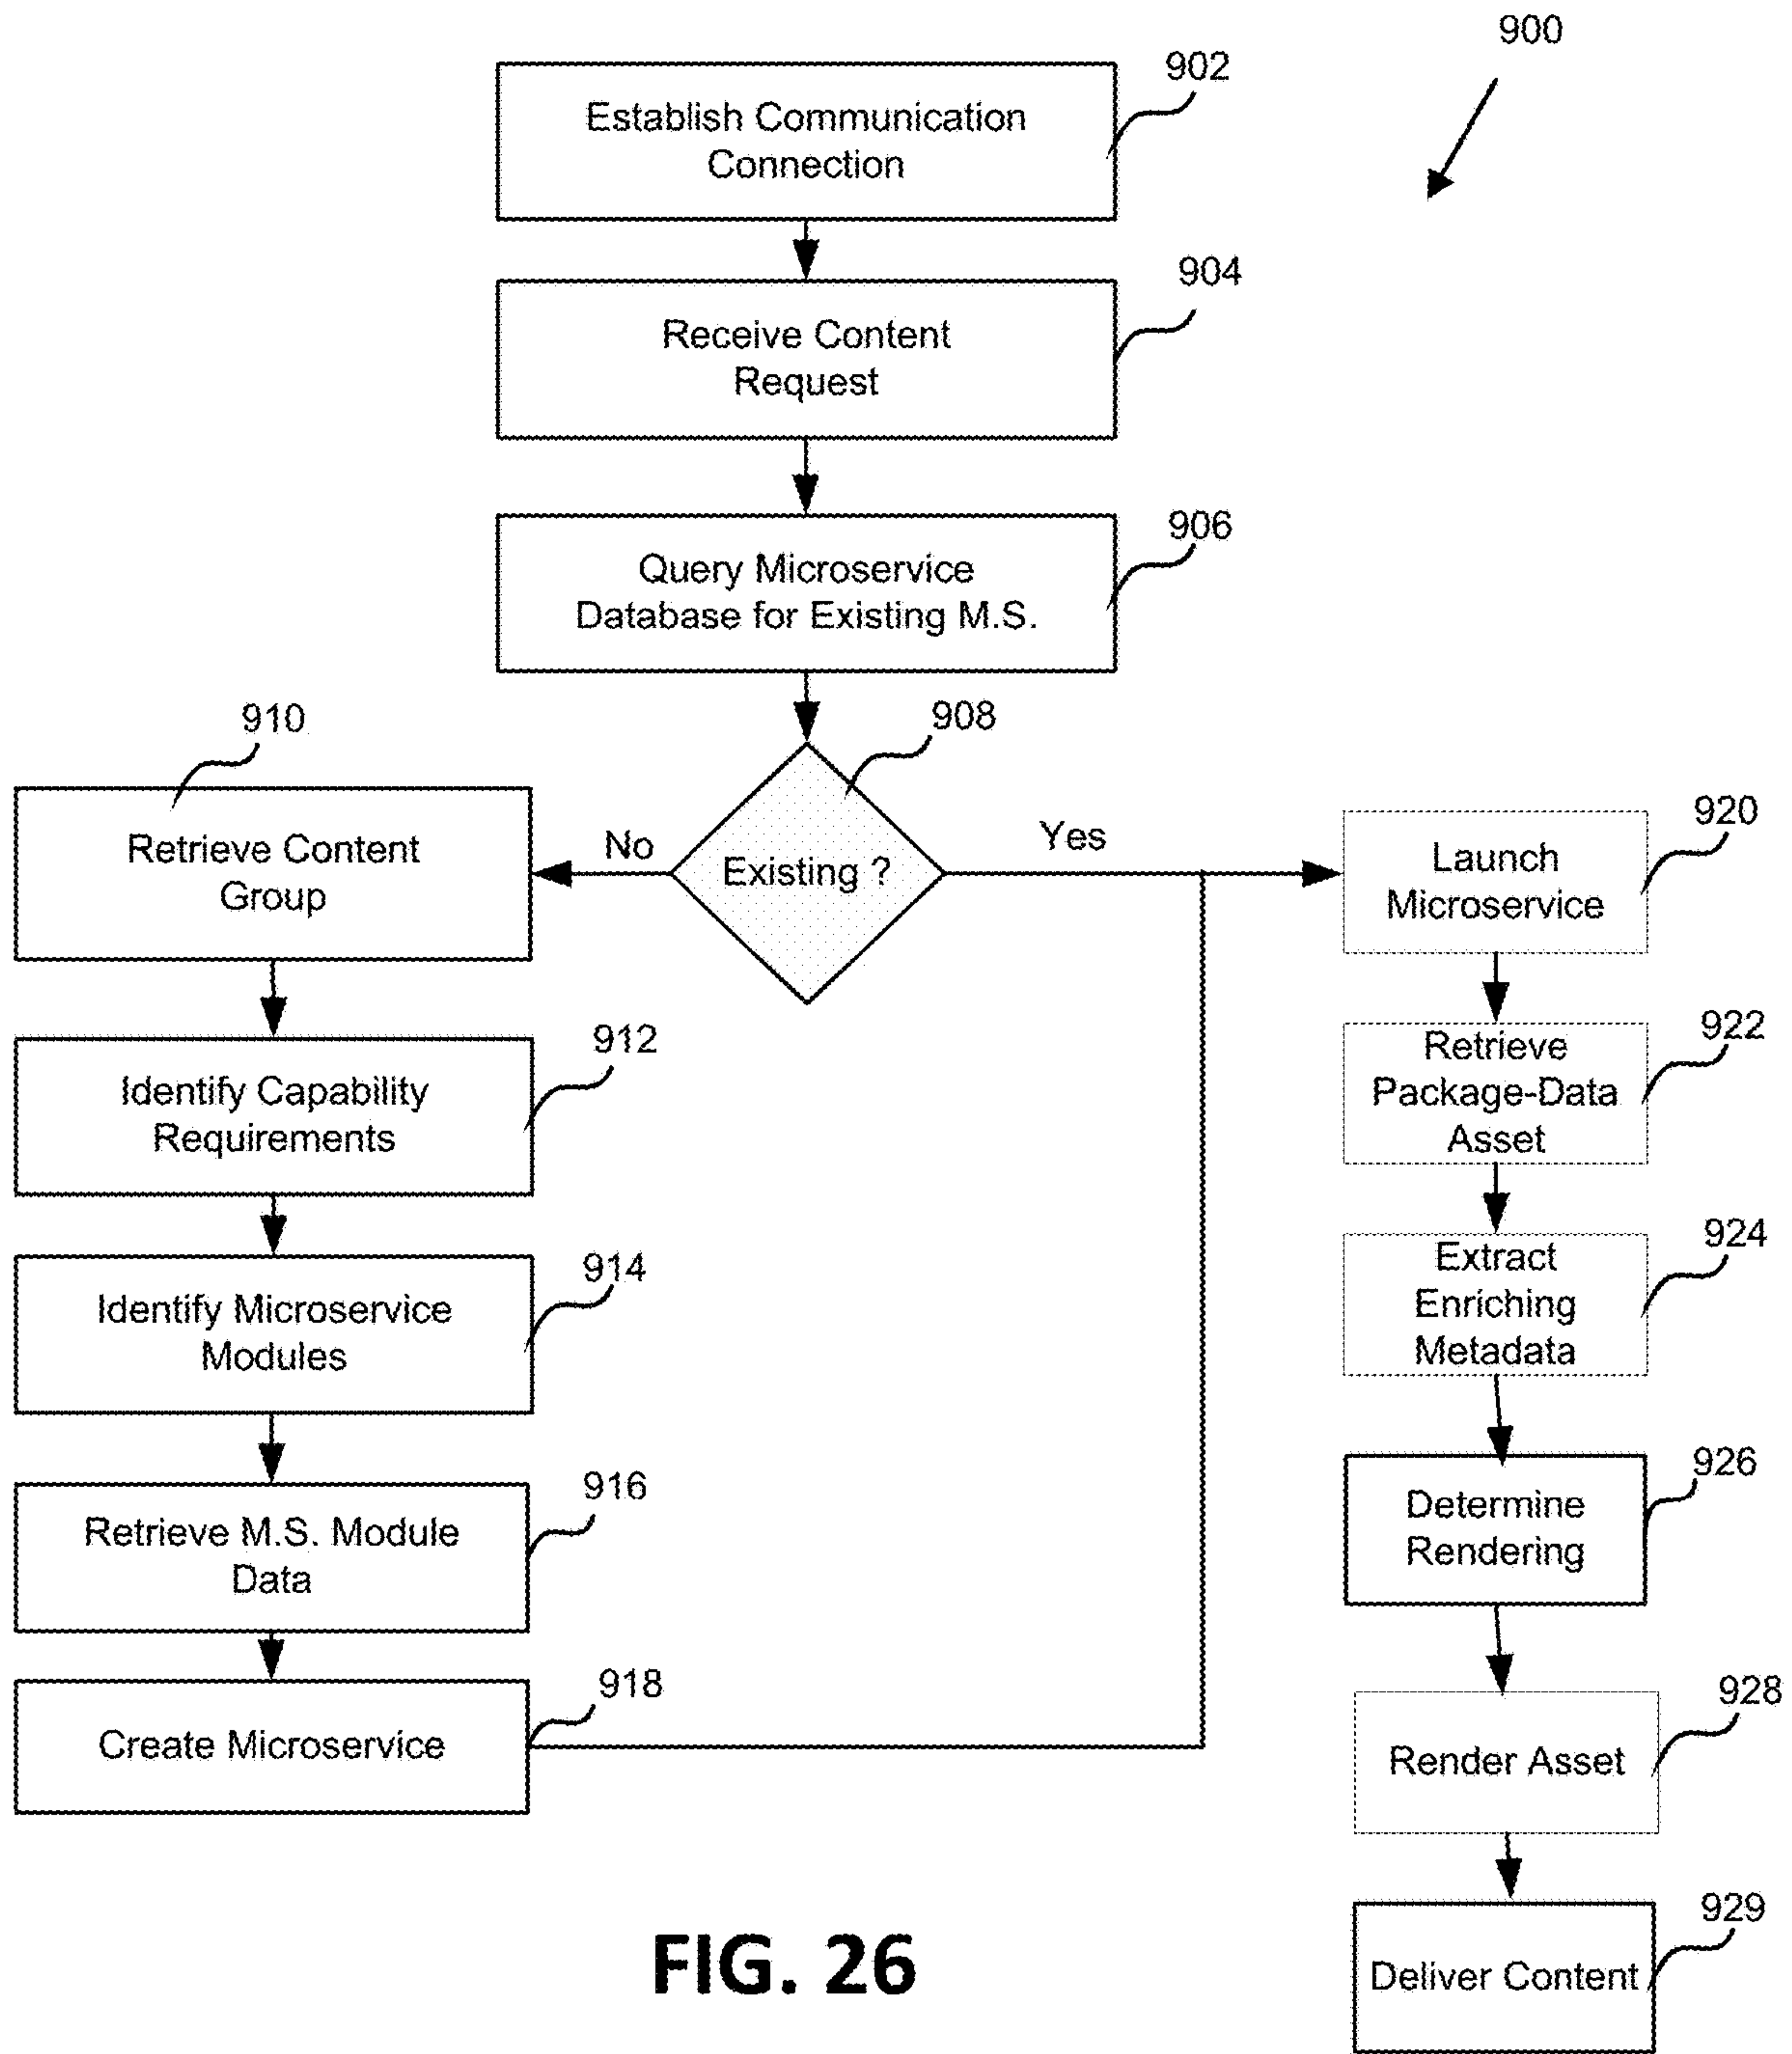 900
902
Establish Communication
Connection
904
Receive Content
Request
906
Query Microservice
Database for Existing M.S.
908
Existing ?
No
Yes
910
Retrieve Content
Group
912
Identify Capability
Requirements
914
Identify Microservice
Modules
916
Retrieve M.S. Module
Data
918
Create Microservice
920
Launch
Microservice
922
Retrieve
Package-Data
Asset
924
Extract
Enriching
Metadata
926
Determine
Rendering
928
Render Asset
929
Deliver Content
FIG. 26